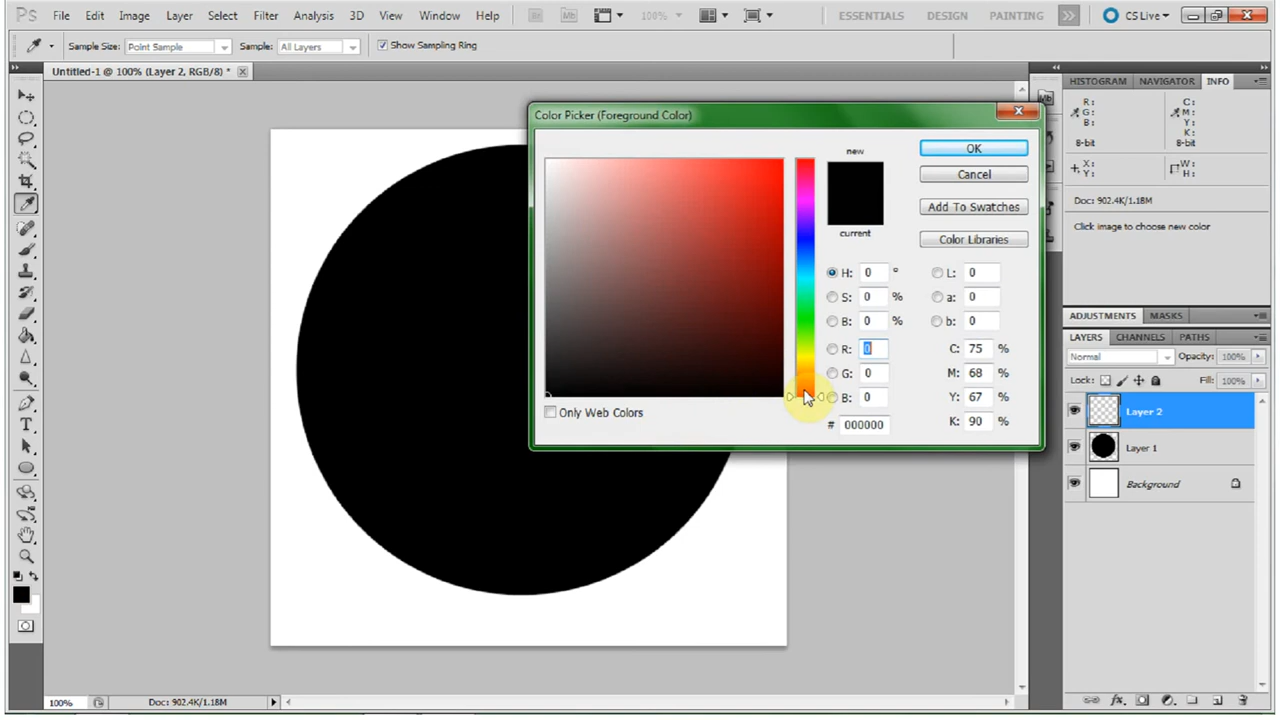 Ps File Edit Image Layer Select Filter Analysis 3D View Window Help Br Mb 100% ESSENTIALS DESIGN PAINTING >> CS Live
Sample Size: Point Sample Sample: All Layers Show Sampling Ring
Untitled-1 @ 100% (Layer 2, RGB/8) *
Color Picker (Foreground Color)
new
current
OK
Cancel
Add To Swatches
Color Libraries
H: 0 °
S: 0 %
B: 0 %
R: 0
G: 0
B: 0
# 000000
L: 0
a: 0
b: 0
C: 75 %
M: 68 %
Y: 67 %
K: 90 %
Only Web Colors
Mb
HISTOGRAM NAVIGATOR INFO
R: C:
G: M:
B: Y:
K:
8-bit 8-bit
X: W:
Y: H:
Doc: 902.4K/1.18M
Click image to choose new color
ADJUSTMENTS MASKS
LAYERS CHANNELS PATHS
Normal Opacity: 100%
Lock: Fill: 100%
Layer 2
Layer 1
Background
T
100% Doc: 902.4K/1.18M
fx